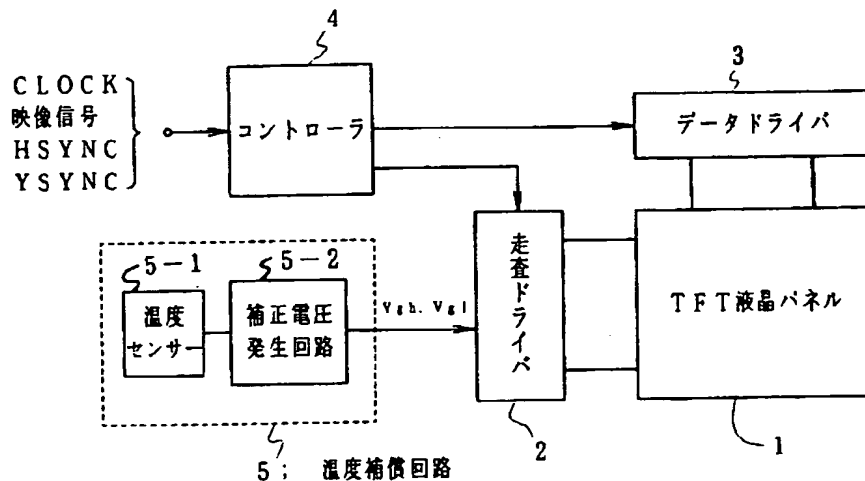 4
CLOCK
映像信号
HSYNC
YSYNC
コントローラ
3
データドライバ
走査ドライバ
TFT液晶パネル
5-1
5-2
温度
センサー
補正電圧
発生回路
Vgh, Vgl
2
1
5; 温度補償回路